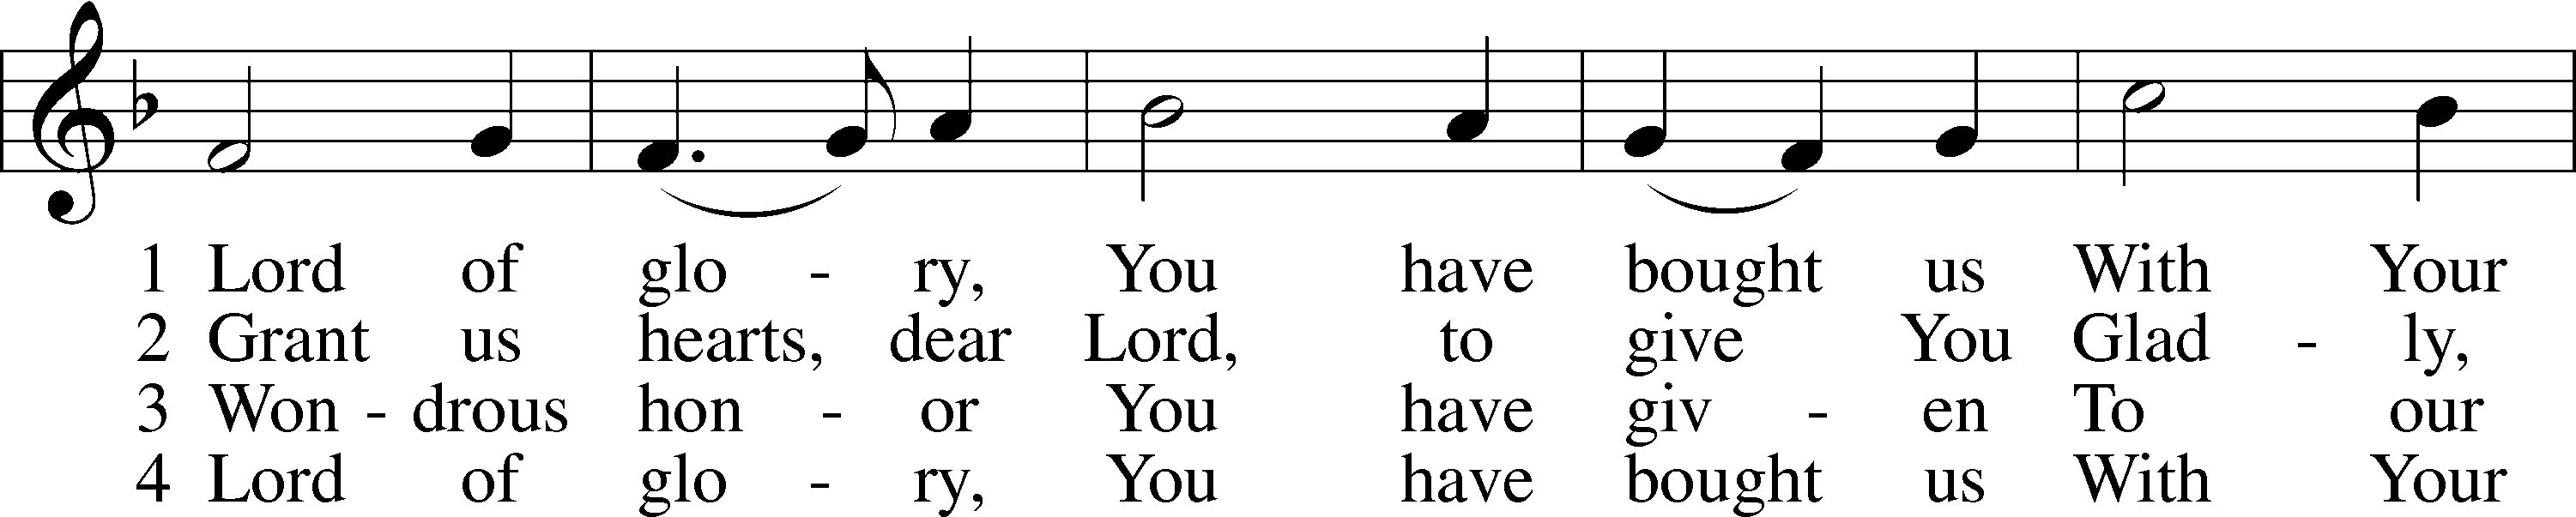 1 Lord of glo - ry, You have bought us With Your
2 Grant us hearts, dear Lord, to give You Glad - ly,
3 Won - drous hon - or You have giv - en To our
4 Lord of glo - ry, You have bought us With Your